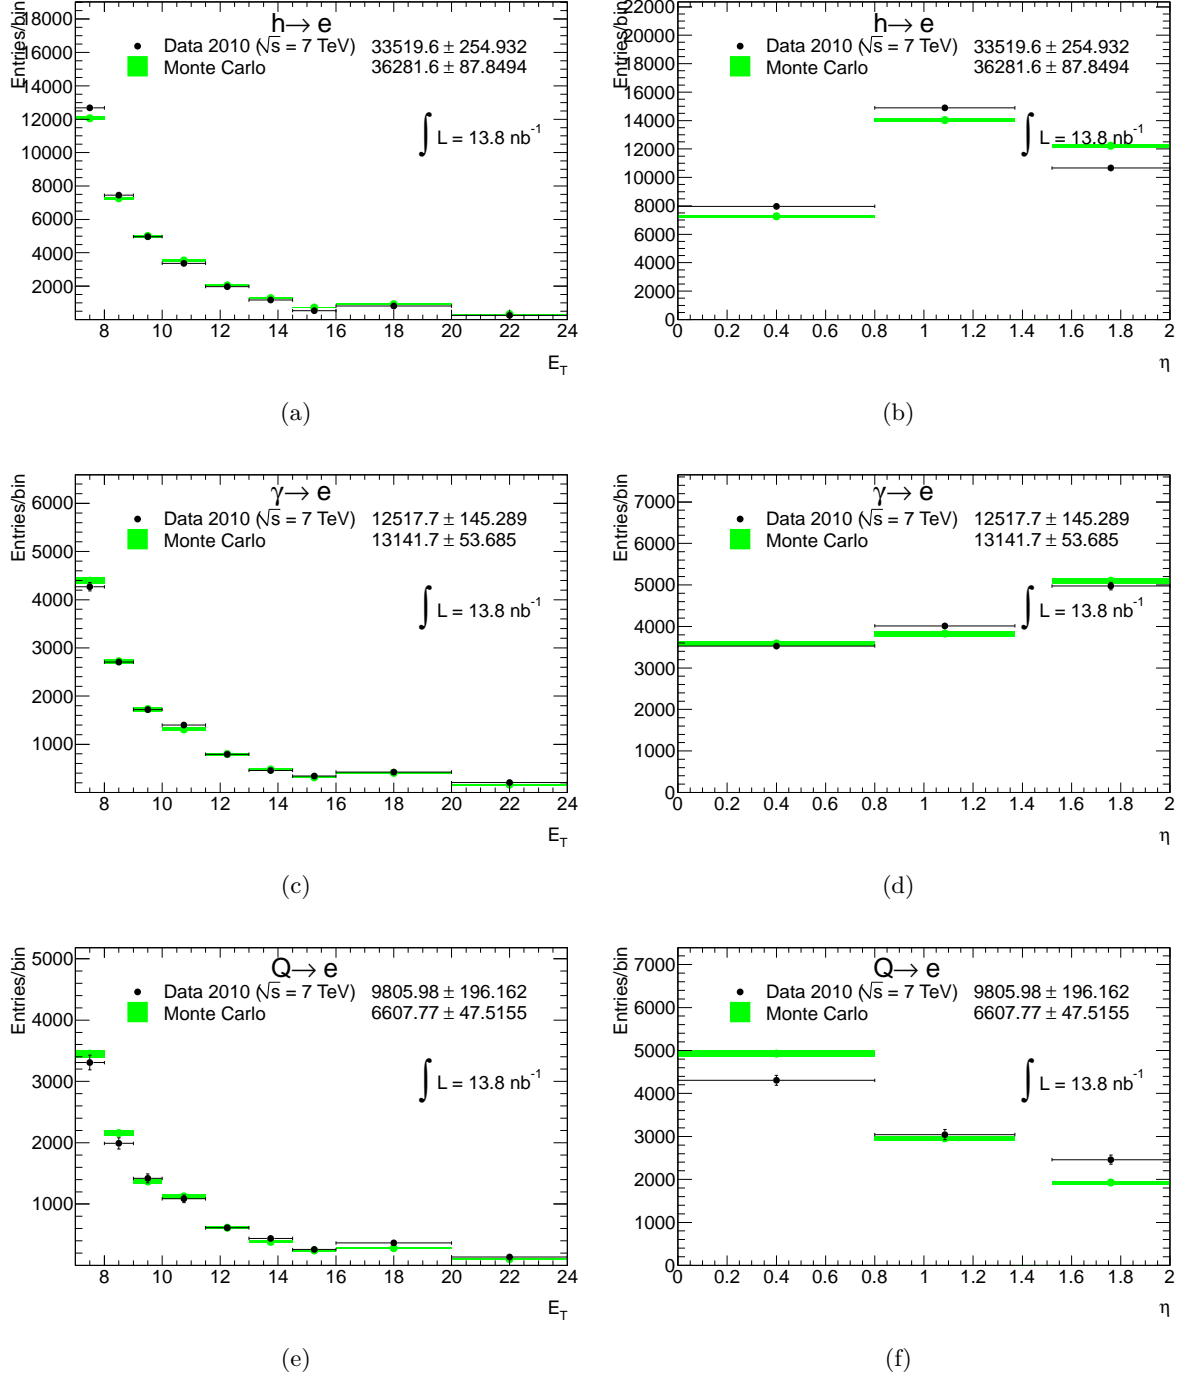 h→ e
Entries/bin
18000
16000
14000
12000
10000
8000
6000
4000
2000
Data 2010 (√s = 7 TeV) 33519.6 ± 254.932
Monte Carlo 36281.6 ± 87.8494
∫ L = 13.8 nb⁻¹
8 10 12 14 16 18 20 22 24
E_T
(a)
h→ e
Entries/bin
22000
20000
18000
16000
14000
12000
10000
8000
6000
4000
2000
0
Data 2010 (√s = 7 TeV) 33519.6 ± 254.932
Monte Carlo 36281.6 ± 87.8494
∫ L = 13.8 nb⁻¹
0 0.2 0.4 0.6 0.8 1 1.2 1.4 1.6 1.8 2
η
(b)
γ→ e
Entries/bin
6000
5000
4000
3000
2000
1000
Data 2010 (√s = 7 TeV) 12517.7 ± 145.289
Monte Carlo 13141.7 ± 53.685
∫ L = 13.8 nb⁻¹
8 10 12 14 16 18 20 22 24
E_T
(c)
γ→ e
Entries/bin
7000
6000
5000
4000
3000
2000
1000
0
Data 2010 (√s = 7 TeV) 12517.7 ± 145.289
Monte Carlo 13141.7 ± 53.685
∫ L = 13.8 nb⁻¹
0 0.2 0.4 0.6 0.8 1 1.2 1.4 1.6 1.8 2
η
(d)
Q→ e
Entries/bin
5000
4000
3000
2000
1000
Data 2010 (√s = 7 TeV) 9805.98 ± 196.162
Monte Carlo 6607.77 ± 47.5155
∫ L = 13.8 nb⁻¹
8 10 12 14 16 18 20 22 24
E_T
(e)
Q→ e
Entries/bin
7000
6000
5000
4000
3000
2000
1000
0
Data 2010 (√s = 7 TeV) 9805.98 ± 196.162
Monte Carlo 6607.77 ± 47.5155
∫ L = 13.8 nb⁻¹
0 0.2 0.4 0.6 0.8 1 1.2 1.4 1.6 1.8 2
η
(f)